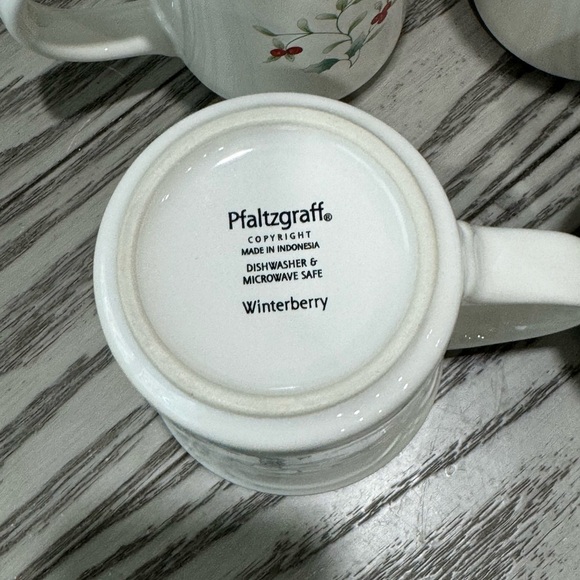 Pfaltzgraff®
COPYRIGHT
MADE IN INDONESIA
DISHWASHER &
MICROWAVE SAFE
Winterberry